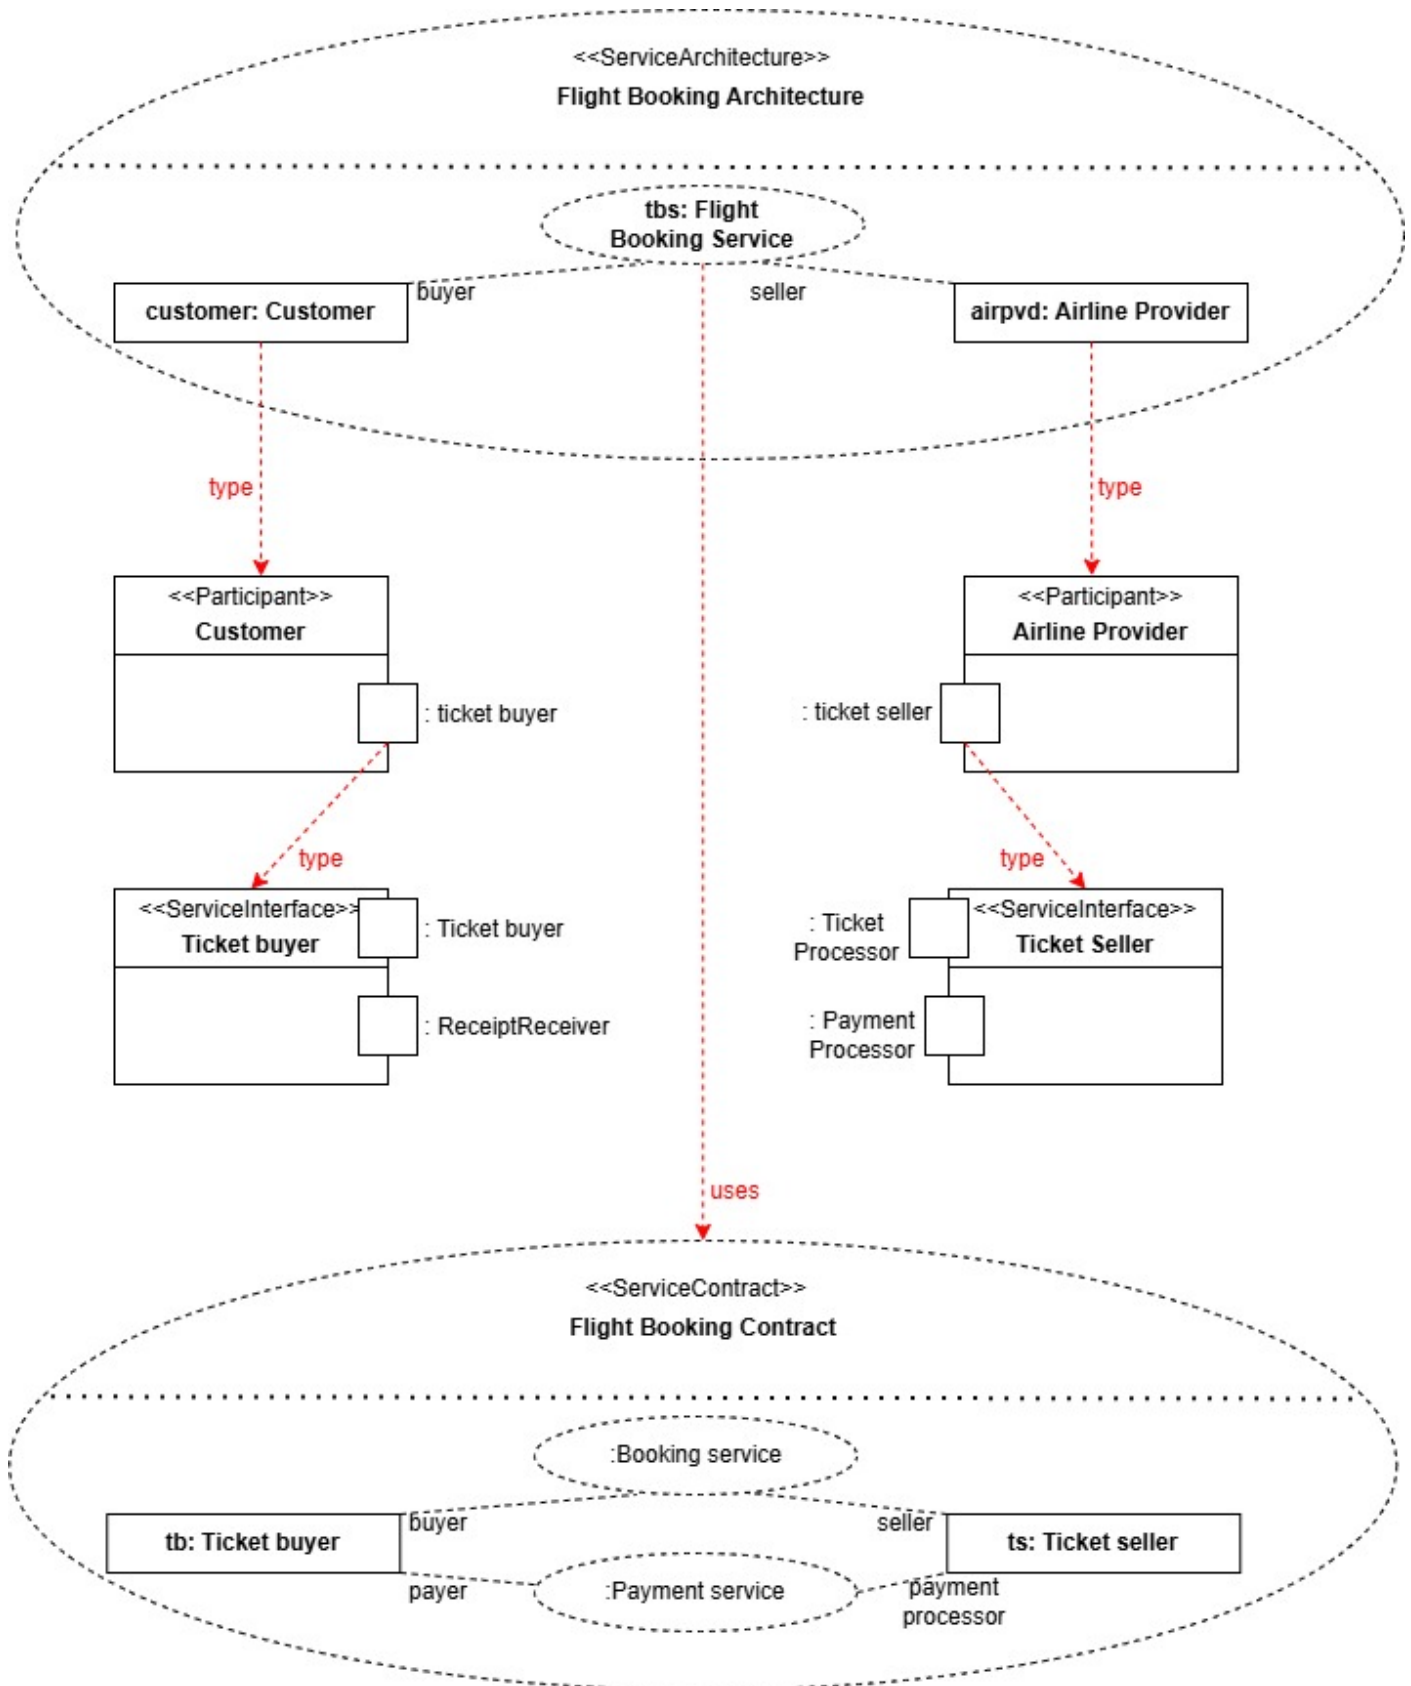 <<ServiceArchitecture>>
Flight Booking Architecture
tbs: Flight
Booking Service
buyer
seller
customer: Customer
airpvd: Airline Provider
type
type
<<Participant>>
Customer
<<Participant>>
Airline Provider
: ticket buyer
: ticket seller
type
type
<<ServiceInterface>>
Ticket buyer
: Ticket buyer
: Ticket
Processor
<<ServiceInterface>>
Ticket Seller
: ReceiptReceiver
: Payment
Processor
uses
<<ServiceContract>>
Flight Booking Contract
:Booking service
buyer
seller
tb: Ticket buyer
ts: Ticket seller
payer
:Payment service
payment
processor